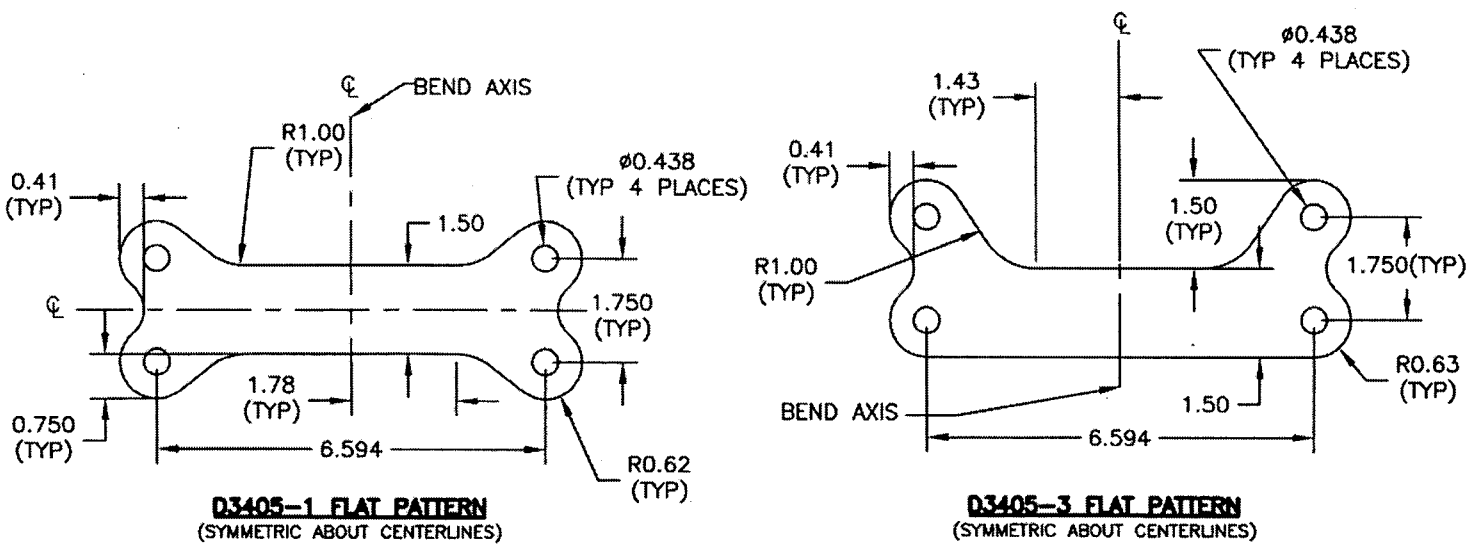 ℄
BEND AXIS
R1.00
(TYP)
0.41
(TYP)
ø0.438
(TYP 4 PLACES)
1.50
℄
1.750
(TYP)
1.78
(TYP)
0.750
(TYP)
6.594
R0.62
(TYP)
D3405-1 FLAT PATTERN
(SYMMETRIC ABOUT CENTERLINES)
℄
ø0.438
(TYP 4 PLACES)
1.43
(TYP)
0.41
(TYP)
1.50
(TYP)
R1.00
(TYP)
1.750(TYP)
R0.63
(TYP)
BEND AXIS
1.50
6.594
D3405-3 FLAT PATTERN
(SYMMETRIC ABOUT CENTERLINES)